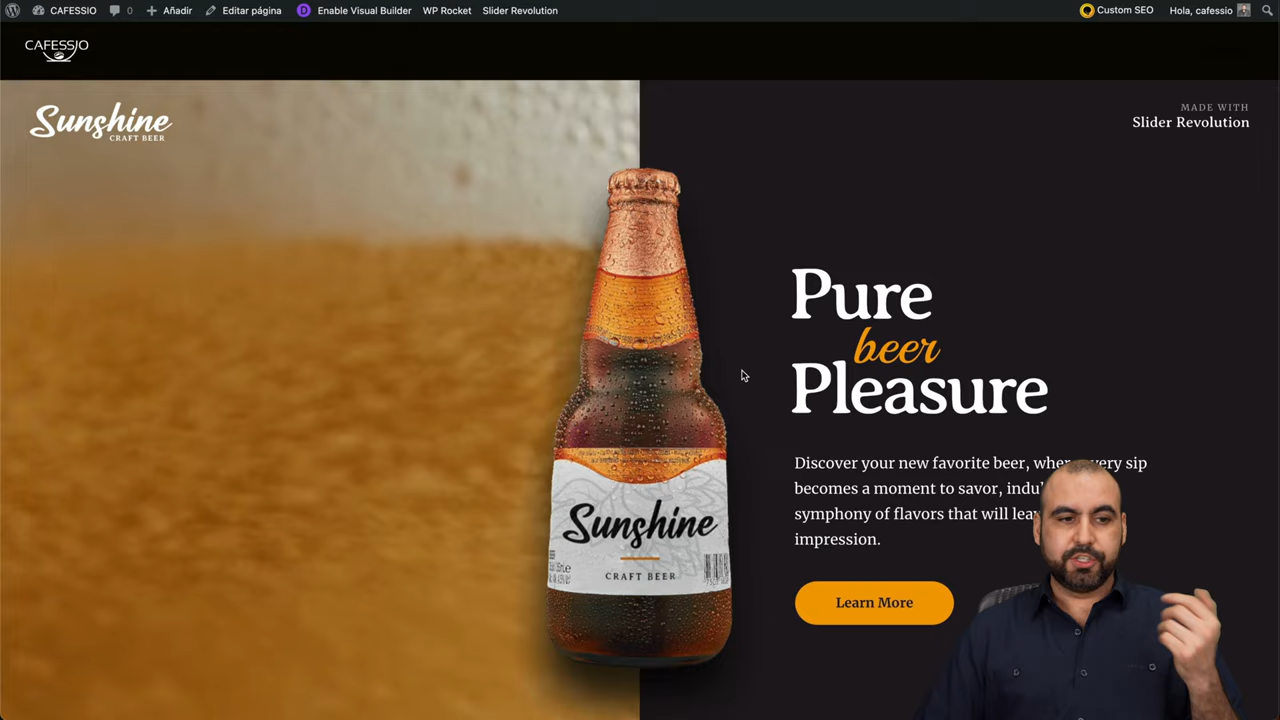 CAFESSIO
0
Añadir
Editar página
D
Enable Visual Builder
WP Rocket
Slider Revolution
Custom SEO
Hola, cafessio
CAFESSIO
Sunshine
CRAFT BEER
MADE WITH
Slider Revolution
Pure
beer
Pleasure
Discover your new favorite beer, where every sip
becomes a moment to savor,
symphony of flavors that will
impression.
Learn More
Sunshine
CRAFT BEER